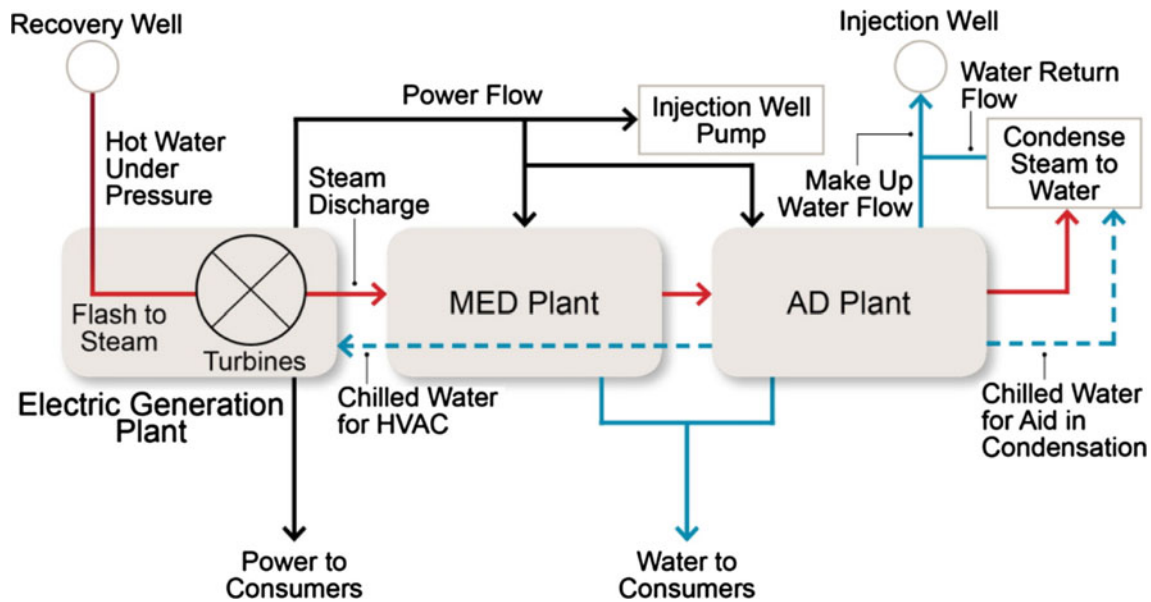 Recovery Well
Injection Well
Power Flow
Water Return
Flow
Injection Well
Pump
Condense
Steam to
Water
Hot Water
Under
Pressure
Steam
Discharge
Make Up
Water Flow
Flash to
Steam
Turbines
MED Plant
AD Plant
Electric Generation
Plant
Chilled Water
for HVAC
Chilled Water
for Aid in
Condensation
Power to
Consumers
Water to
Consumers